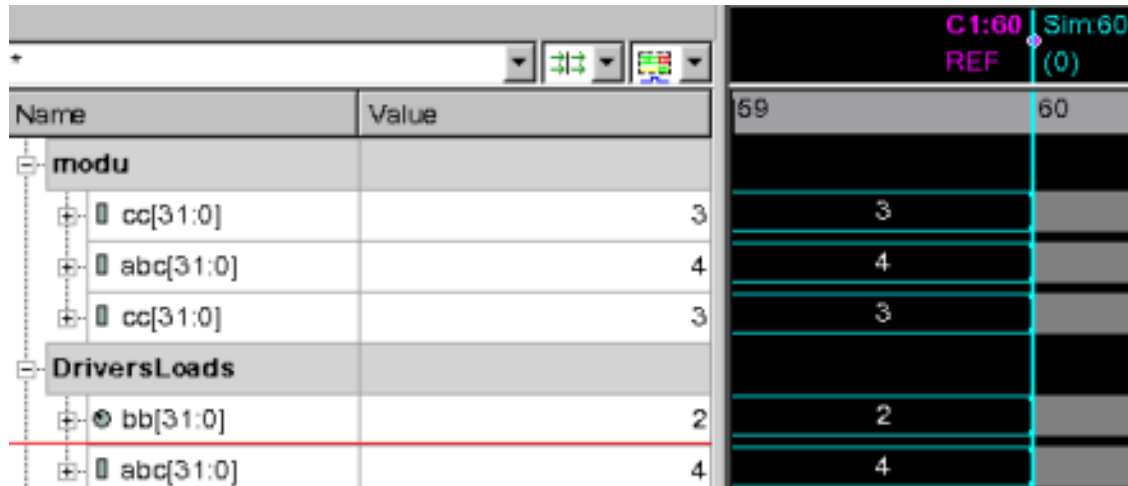 C1:60 Sim:60
* REF (0)
Name Value 59 60
modu
cc[31:0] 3 3
abc[31:0] 4 4
cc[31:0] 3 3
DriversLoads
bb[31:0] 2 2
abc[31:0] 4 4